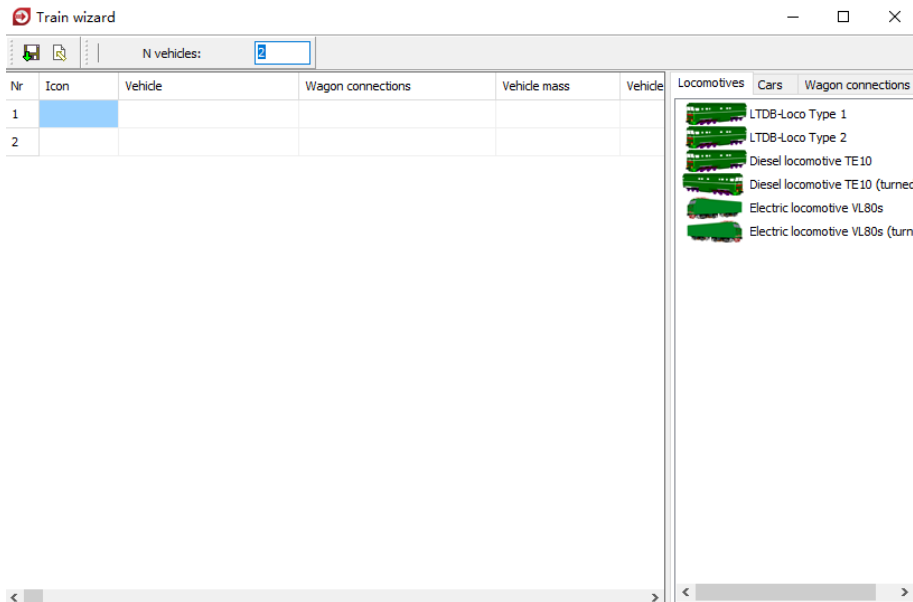 Train wizard
N vehicles: 2
Nr Icon Vehicle Wagon connections Vehicle mass Vehicle
1
2
Locomotives Cars Wagon connections
LTDB-Loco Type 1
LTDB-Loco Type 2
Diesel locomotive TE10
Diesel locomotive TE10 (turned
Electric locomotive VL80s
Electric locomotive VL80s (turn